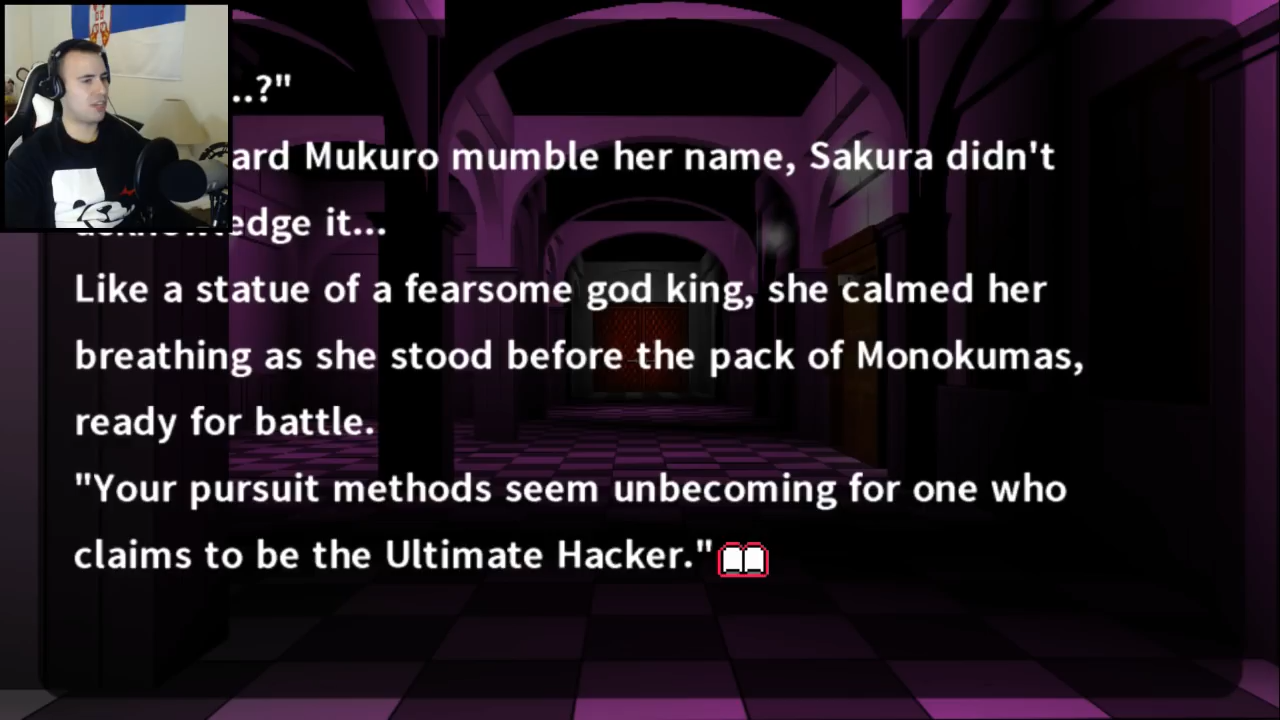 ..?"
ard Mukuro mumble her name, Sakura didn't
edge it...
Like a statue of a fearsome god king, she calmed her
breathing as she stood before the pack of Monokumas,
ready for battle.
"Your pursuit methods seem unbecoming for one who
claims to be the Ultimate Hacker."